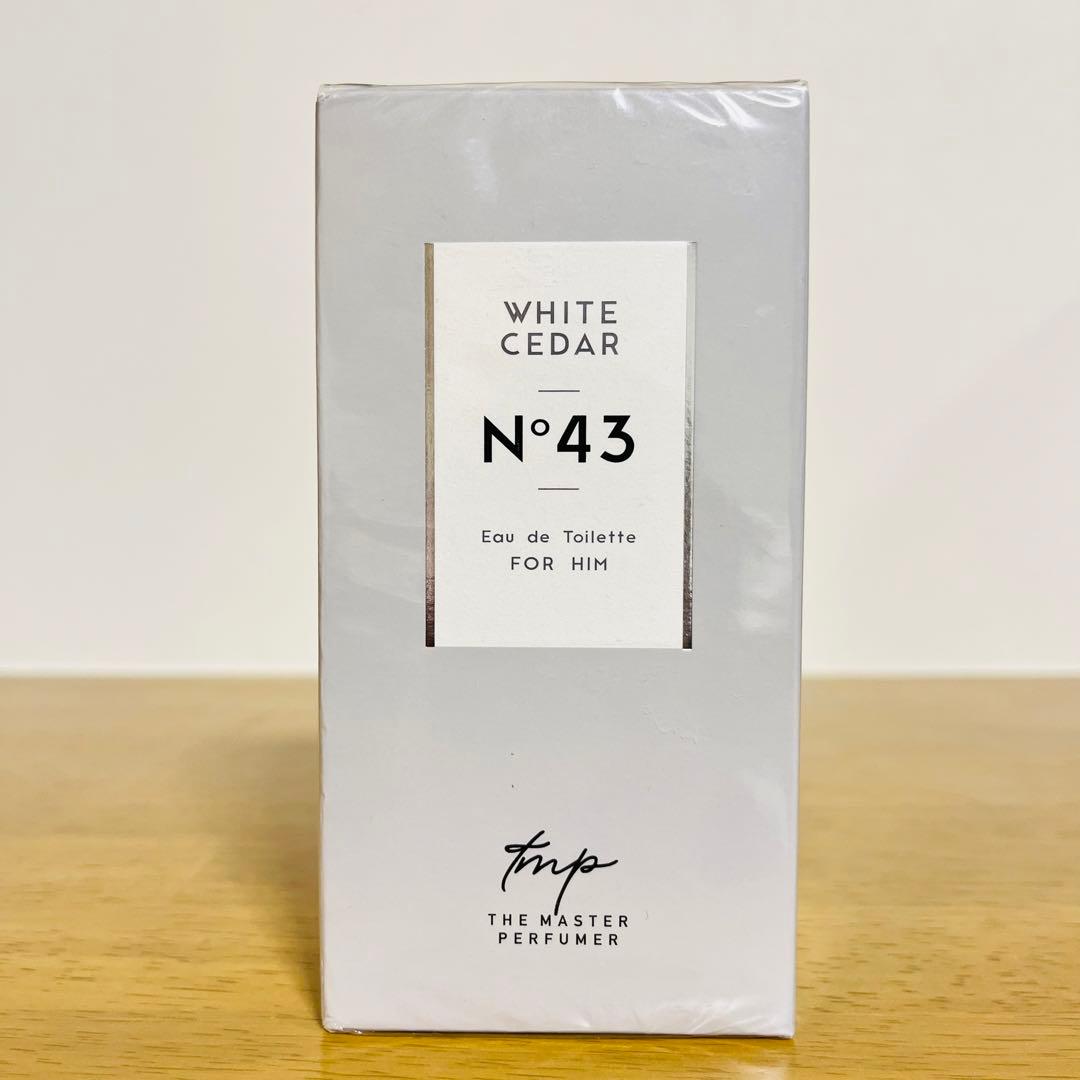 WHITE
CEDAR
N°43
Eau de Toilette
FOR HIM
tmp
THE MASTER
PERFUMER